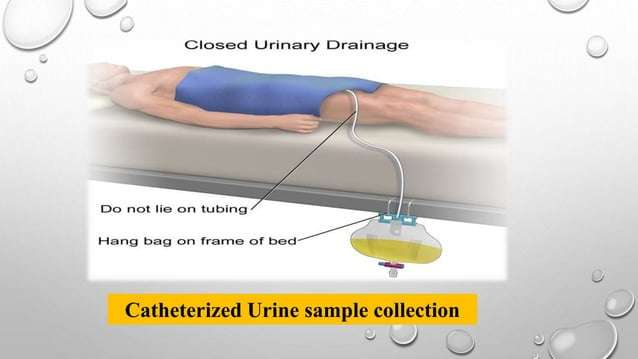 Closed Urinary Drainage
Do not lie on tubing
Hang bag on frame of bed
Catheterized Urine sample collection